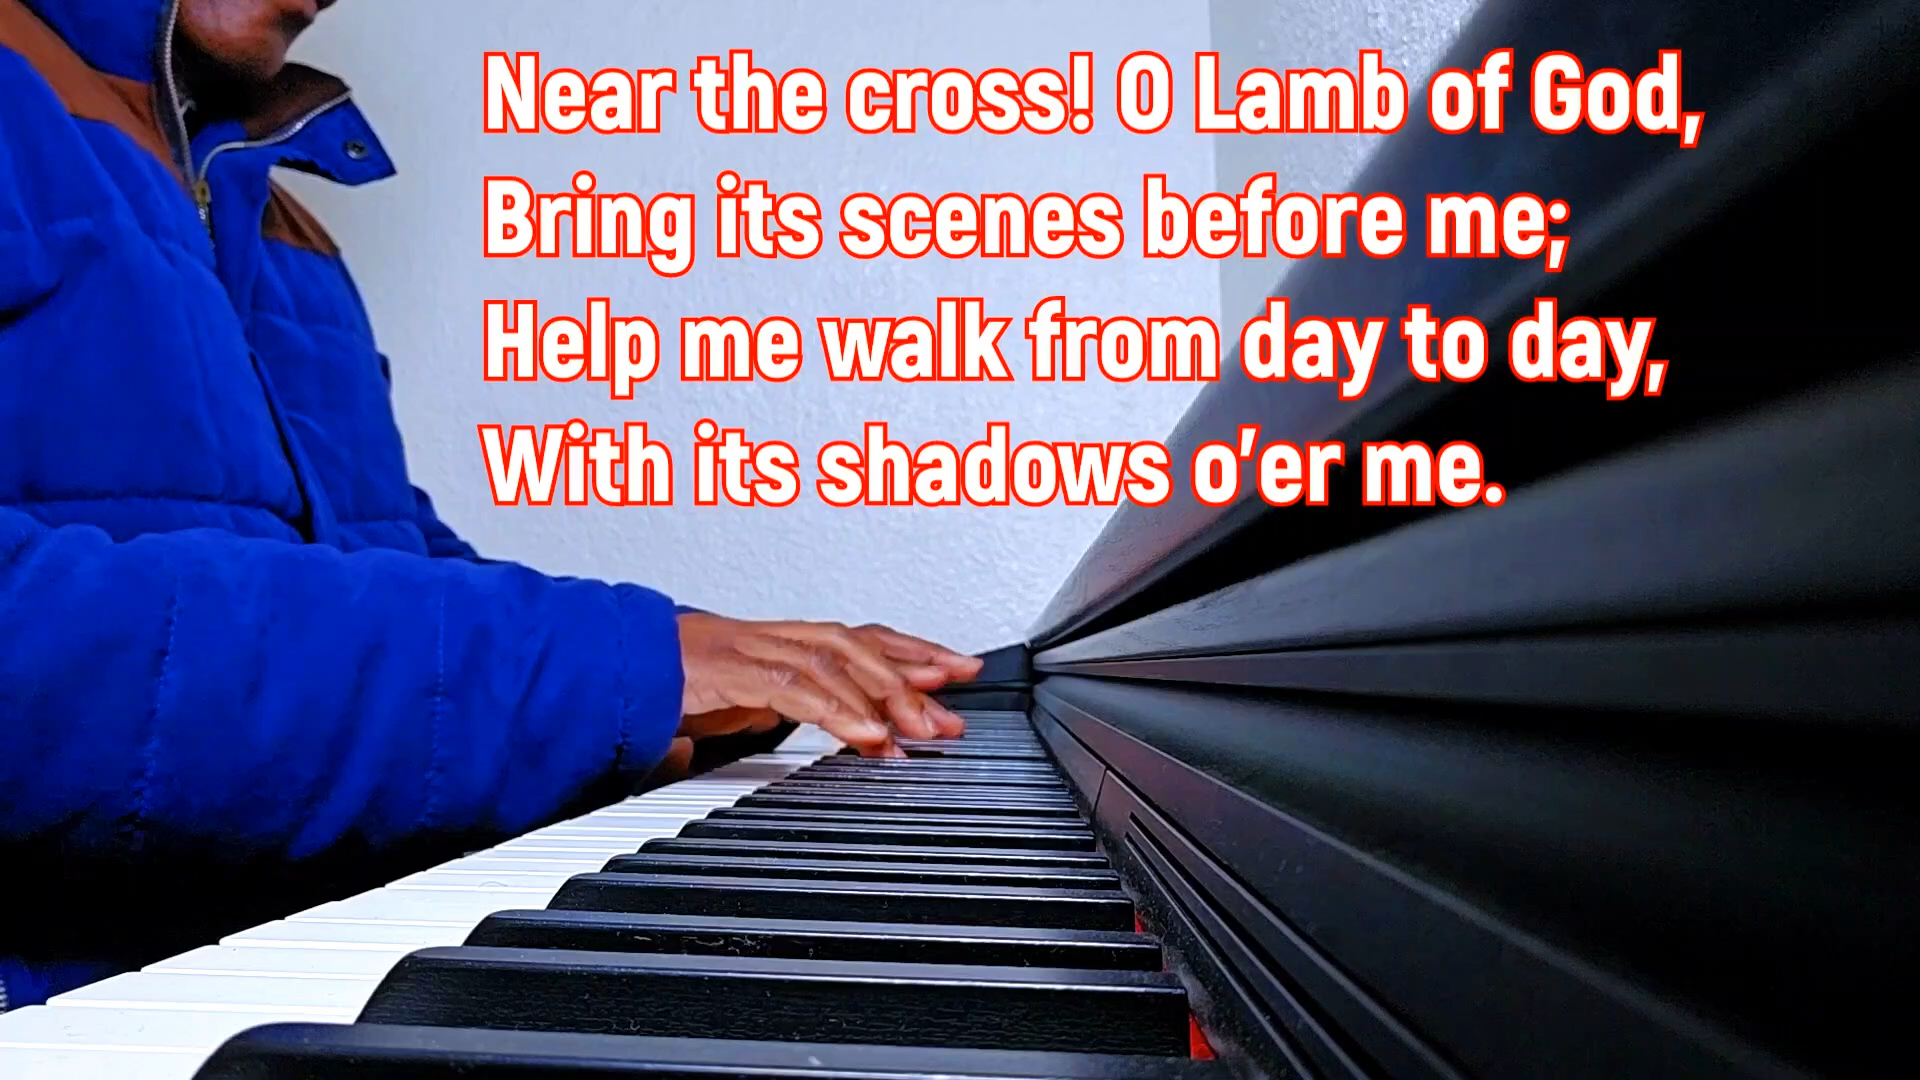 Near the cross! O Lamb of God,
Bring its scenes before me;
Help me walk from day to day,
With its shadows o'er me.